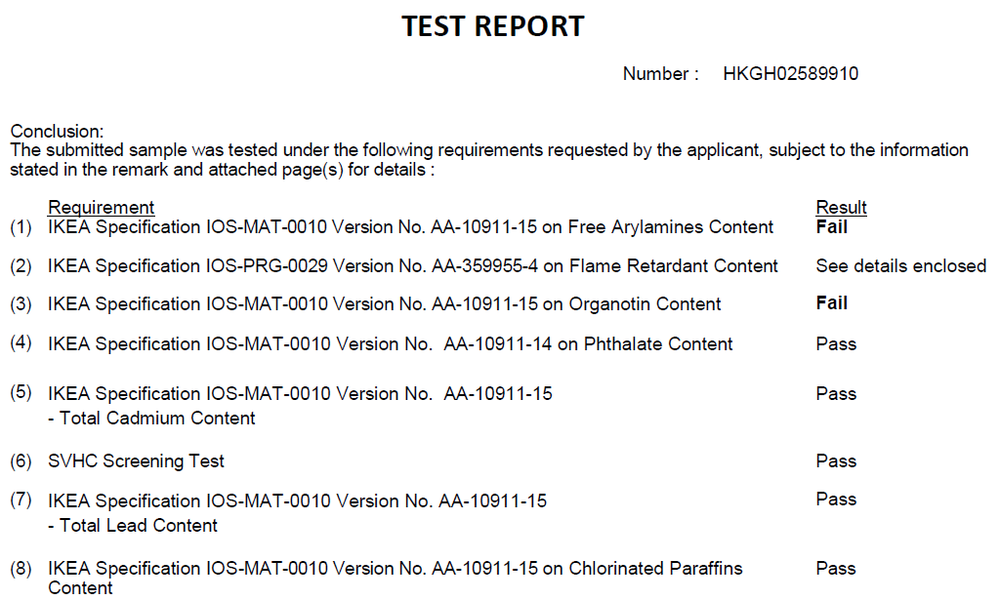 TEST REPORT
Number : HKGH02589910
Conclusion:
The submitted sample was tested under the following requirements requested by the applicant, subject to the information
stated in the remark and attached page(s) for details :
Requirement Result
(1) IKEA Specification IOS-MAT-0010 Version No. AA-10911-15 on Free Arylamines Content Fail
(2) IKEA Specification IOS-PRG-0029 Version No. AA-359955-4 on Flame Retardant Content See details enclosed
(3) IKEA Specification IOS-MAT-0010 Version No. AA-10911-15 on Organotin Content Fail
(4) IKEA Specification IOS-MAT-0010 Version No. AA-10911-14 on Phthalate Content Pass
(5) IKEA Specification IOS-MAT-0010 Version No. AA-10911-15 Pass
- Total Cadmium Content
(6) SVHC Screening Test Pass
(7) IKEA Specification IOS-MAT-0010 Version No. AA-10911-15 Pass
- Total Lead Content
(8) IKEA Specification IOS-MAT-0010 Version No. AA-10911-15 on Chlorinated Paraffins Pass
Content